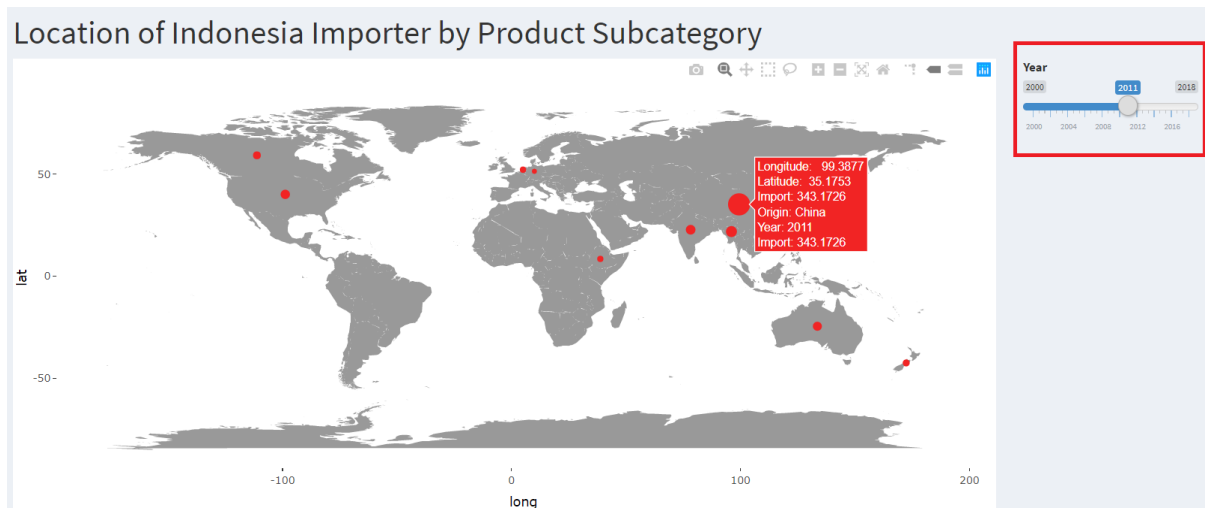 Location of Indonesia Importer by Product Subcategory
Year
2000 2011 2018
2000 2004 2008 2012 2016
Longitude: 99.3877
Latitude: 35.1753
Import: 343.1726
Origin: China
Year: 2011
Import: 343.1726
50
0
-50
lat
-100 0 100 200
long